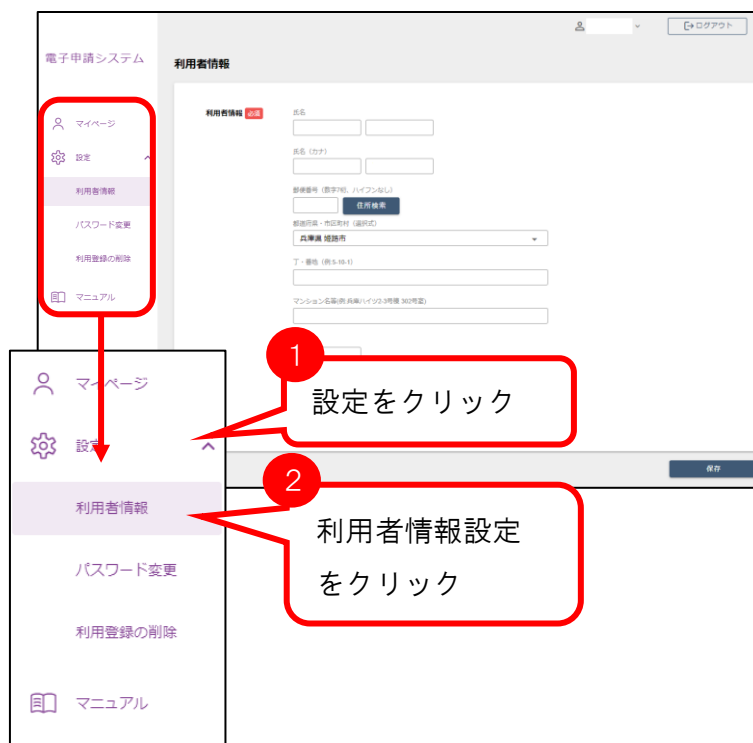 ログアウト
電子申請システム
利用者情報
マイページ
設定
利用者情報
パスワード変更
利用登録の削除
マニュアル
利用者情報 必須
氏名
氏名 (カナ)
郵便番号 (数字7桁、ハイフンなし)
住所検索
都道府県・市区町村 (選択式)
兵庫県 姫路市
丁・番地 (例:5-10-1)
マンション名等(例:兵庫ハイツ2-3号棟 302号室)
保存
マイページ
設定
利用者情報
パスワード変更
利用登録の削除
マニュアル
1
設定をクリック
2
利用者情報設定
をクリック